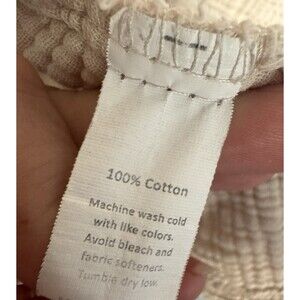 100% Cotton
Machine wash cold
with like colors.
Avoid bleach and
fabric softeners.
Tumble dry low.